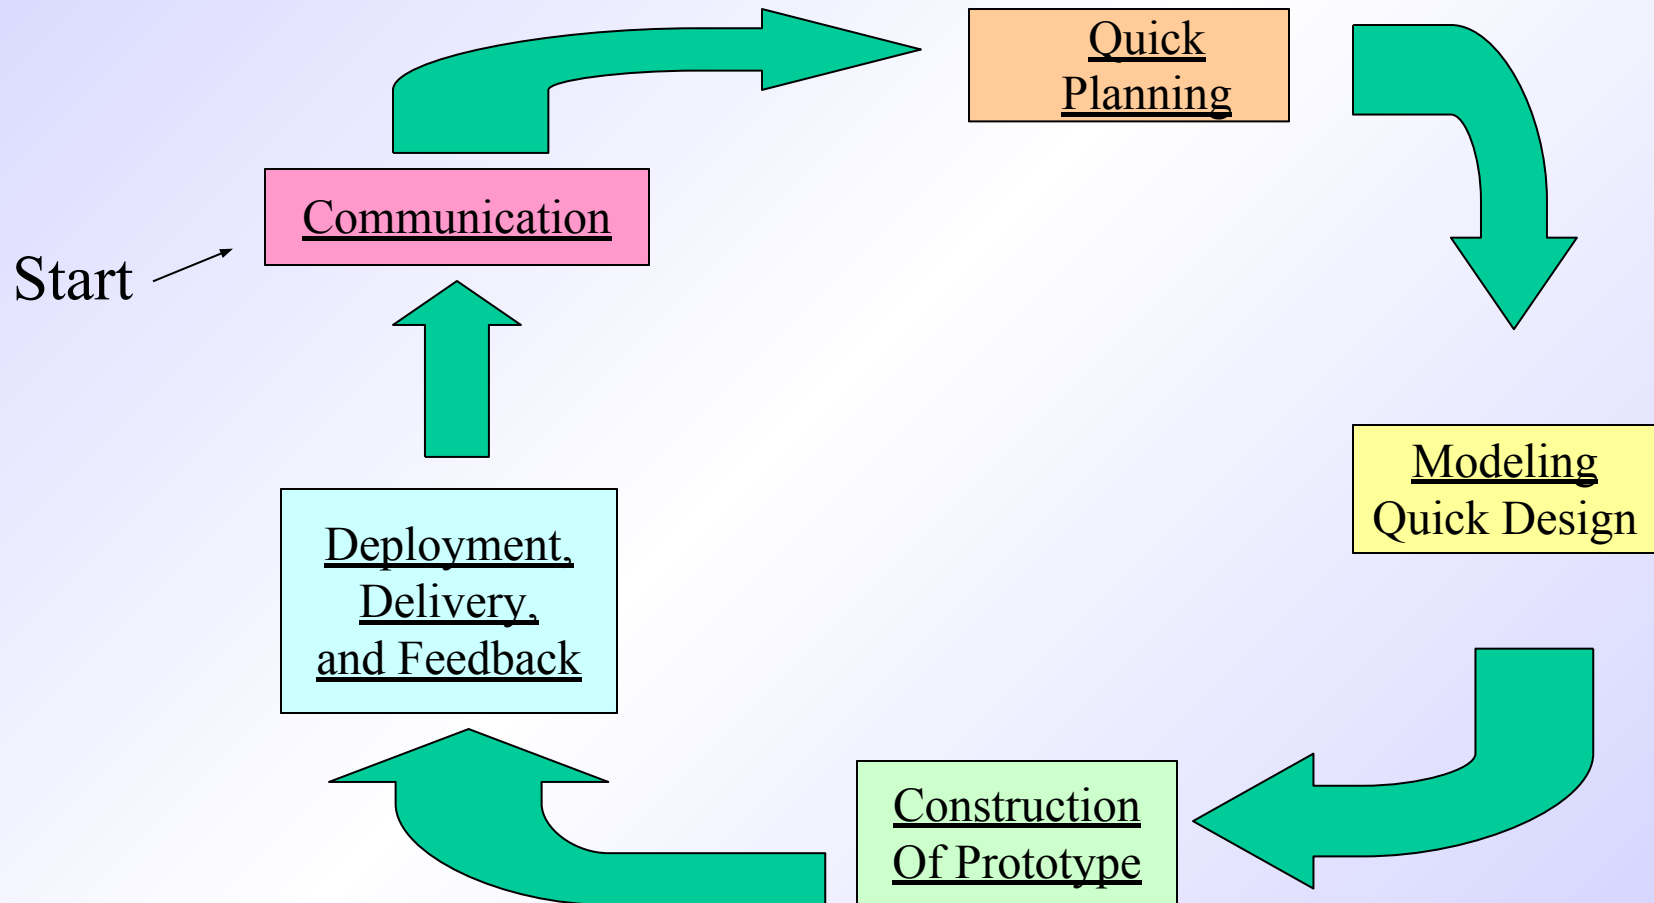 Quick
Planning
Communication
Start
Modeling
Quick Design
Deployment,
Delivery,
and Feedback
Construction
Of Prototype